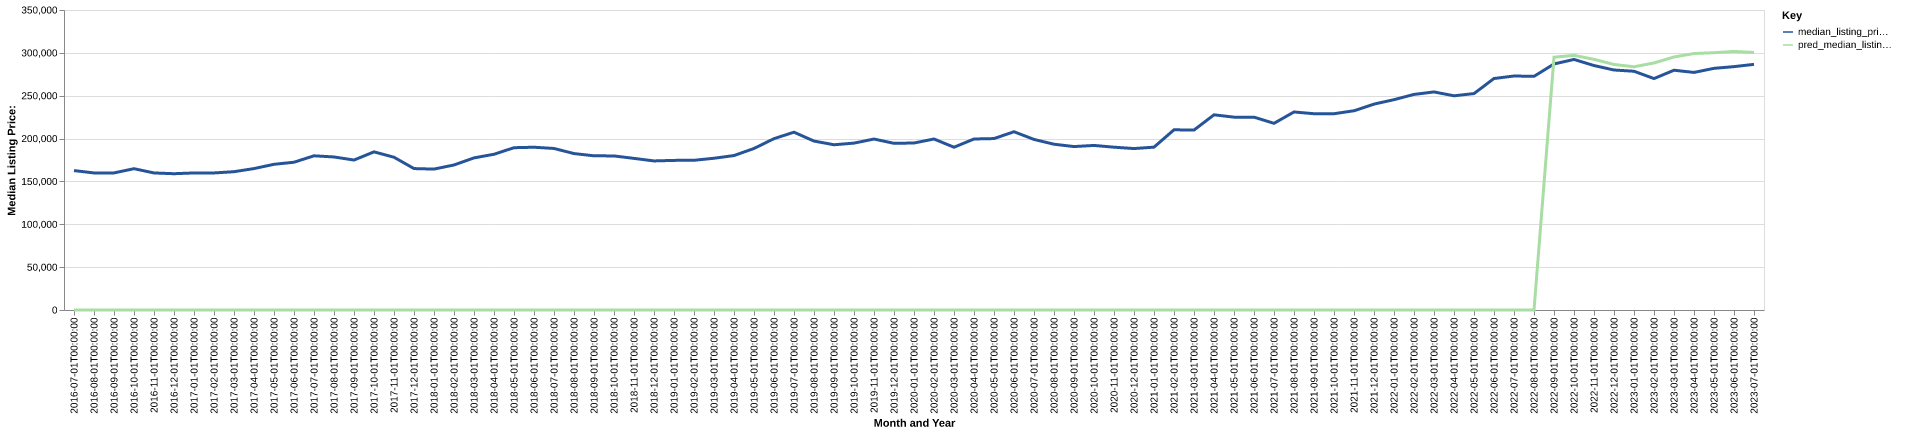 350,000
300,000
250,000
200,000
150,000
100,000
50,000
0
Median Listing Price:
2016-07-01T00:00:00
2016-08-01T00:00:00
2016-09-01T00:00:00
2016-10-01T00:00:00
2016-11-01T00:00:00
2016-12-01T00:00:00
2017-01-01T00:00:00
2017-02-01T00:00:00
2017-03-01T00:00:00
2017-04-01T00:00:00
2017-05-01T00:00:00
2017-06-01T00:00:00
2017-07-01T00:00:00
2017-08-01T00:00:00
2017-09-01T00:00:00
2017-10-01T00:00:00
2017-11-01T00:00:00
2017-12-01T00:00:00
2018-01-01T00:00:00
2018-02-01T00:00:00
2018-03-01T00:00:00
2018-04-01T00:00:00
2018-05-01T00:00:00
2018-06-01T00:00:00
2018-07-01T00:00:00
2018-08-01T00:00:00
2018-09-01T00:00:00
2018-10-01T00:00:00
2018-11-01T00:00:00
2018-12-01T00:00:00
2019-01-01T00:00:00
2019-02-01T00:00:00
2019-03-01T00:00:00
2019-04-01T00:00:00
2019-05-01T00:00:00
2019-06-01T00:00:00
2019-07-01T00:00:00
2019-08-01T00:00:00
2019-09-01T00:00:00
2019-10-01T00:00:00
2019-11-01T00:00:00
2019-12-01T00:00:00
2020-01-01T00:00:00
2020-02-01T00:00:00
2020-03-01T00:00:00
2020-04-01T00:00:00
2020-05-01T00:00:00
2020-06-01T00:00:00
2020-07-01T00:00:00
2020-08-01T00:00:00
2020-09-01T00:00:00
2020-10-01T00:00:00
2020-11-01T00:00:00
2020-12-01T00:00:00
2021-01-01T00:00:00
2021-02-01T00:00:00
2021-03-01T00:00:00
2021-04-01T00:00:00
2021-05-01T00:00:00
2021-06-01T00:00:00
2021-07-01T00:00:00
2021-08-01T00:00:00
2021-09-01T00:00:00
2021-10-01T00:00:00
2021-11-01T00:00:00
2021-12-01T00:00:00
2022-01-01T00:00:00
2022-02-01T00:00:00
2022-03-01T00:00:00
2022-04-01T00:00:00
2022-05-01T00:00:00
2022-06-01T00:00:00
2022-07-01T00:00:00
2022-08-01T00:00:00
2022-09-01T00:00:00
2022-10-01T00:00:00
2022-11-01T00:00:00
2022-12-01T00:00:00
2023-01-01T00:00:00
2023-02-01T00:00:00
2023-03-01T00:00:00
2023-04-01T00:00:00
2023-05-01T00:00:00
2023-06-01T00:00:00
2023-07-01T00:00:00
Month and Year
Key
median_listing_pri…
pred_median_listin…